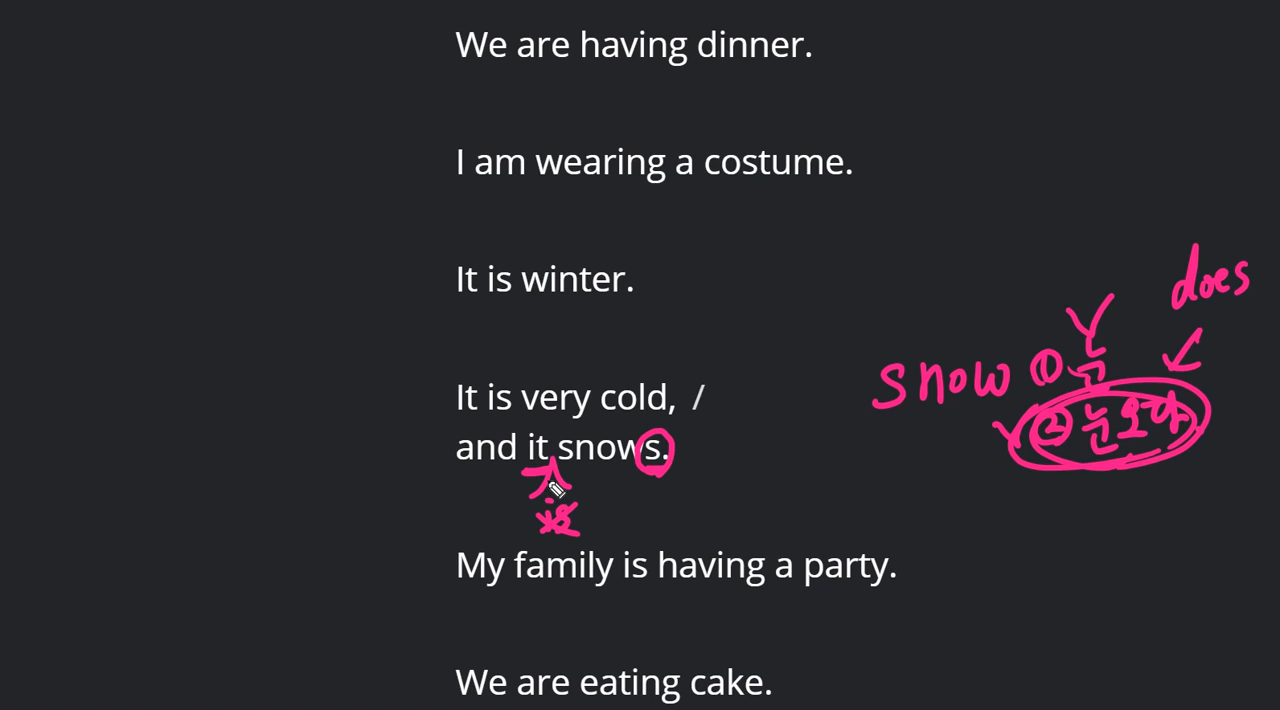 We are having dinner.
I am wearing a costume.
It is winter.
does
It is very cold, /
snow ① 눈
② 눈 오다
and it snows.
My family is having a party.
We are eating cake.